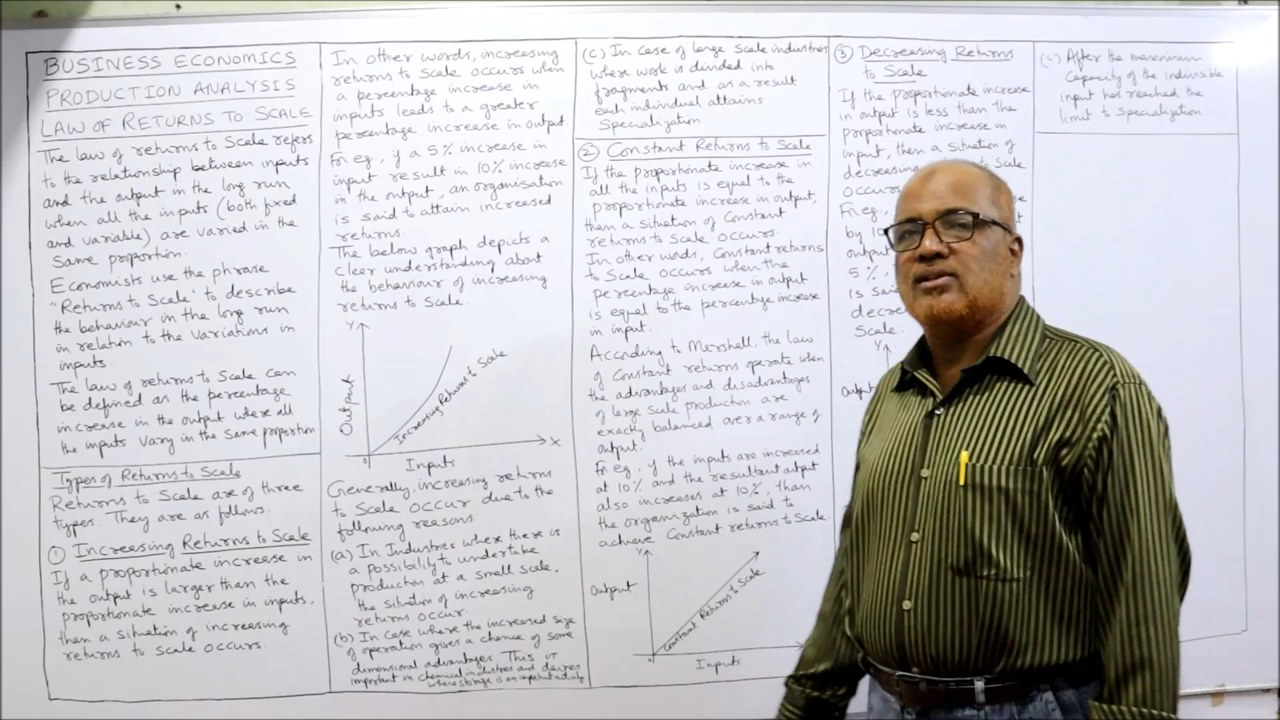 BUSINESS ECONOMICS
PRODUCTION ANALYSIS
LAW OF RETURNS TO SCALE
The law of returns to Scale refers
to the relationship between inputs
and the output in the long run
when all the inputs (both fixed
and variable) are varied in the
Same proportion.
Economists use the phrase
"Returns to Scale" to describe
the behaviour in the long run
in relation to the variations in
inputs.
The law of returns to Scale can
be defined as the percentage
increase in the output where all
the inputs vary in the Same proportion
Types of Returns to Scale
Returns to Scale are of three
types. They are as follows.
① Increasing Returns to Scale
If a proportionate increase in
the output is larger than the
proportionate increase in inputs,
then a situation of increasing
returns to scale occurs.
In other words, increasing
returns to Scale occurs when
a percentage increase in
inputs leads to a greater
percentage increase in output
For eg, if a 5% increase in
input result in 10% increase
in the output, an organisation
is said to attain increased
returns.
The below graph depicts a
clear understanding about
the behaviour of increasing
returns to Scale.
Y
Output
Increasing Returns to Scale
X
0
Inputs
Generally, increasing returns
to Scale occur due to the
following reasons.
(a) In Industries where there is
a possibility to undertake
production at a small scale,
the situation of increasing
returns occur.
(b) In case where the increased size
of operation gives a chance of some
dimensional advantages. This is
important in chemical industries and
where storage is an important activity
(c) In case of large Scale industries
where work is divided into
fragments and as a result
each individual attains
Specialization
② Constant Returns to Scale
If the proportionate increase in
all the inputs is equal to the
proportionate increase in output,
then a situation of Constant
returns to Scale occurs.
In other words, Constant returns
to Scale occurs when the
percentage increase in output
is equal to the percentage increase
in input.
According to Marshall, the law
of Constant returns operate when
the advantages and disadvantages
of large scale production are
exactly balanced over a range of
output.
For eg, if the inputs are increased
at 10% and the resultant output
also increases at 10%, than
the organization is said to
achieve Constant returns to Scale.
Y
Output
Constant Returns to Scale
0
Inputs
③ Decreasing Returns
to Scale
If the proportionate increase
in output is less than the
proportionate increase in
input, then a situation of
decreasing to Scale
occurs
For eg,
by 10
output
5%,
is said
decre
Scale.
Y
Output
(c) After the maximum
Capacity of the indivisible
input has reached the
limit to Specialization